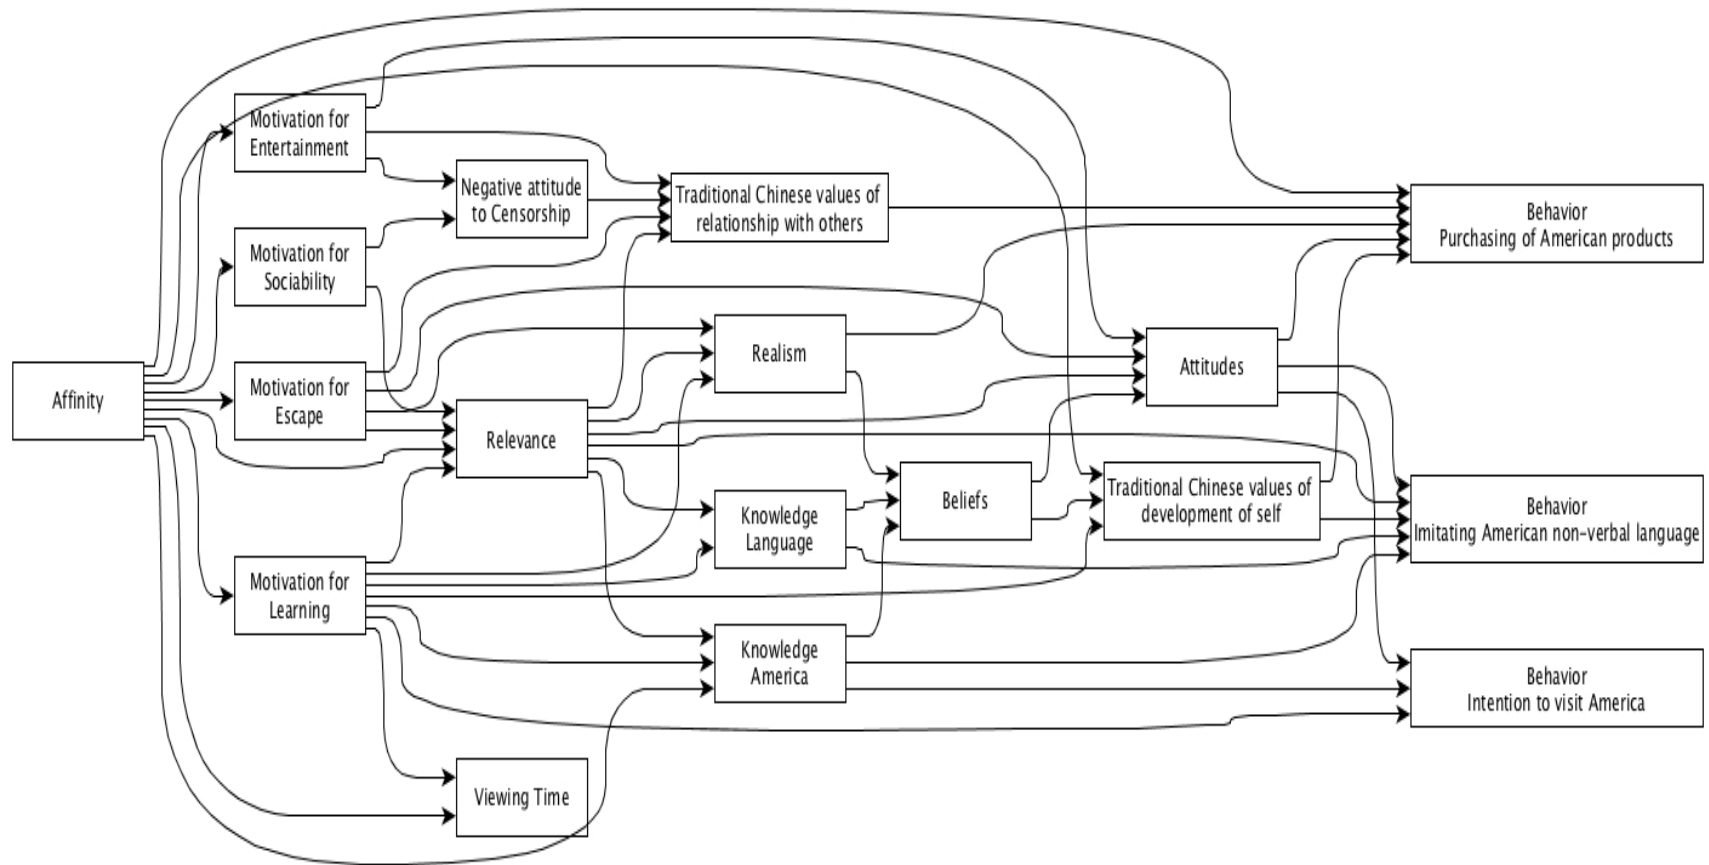 Affinity
Motivation for
Entertainment
Motivation for
Sociability
Motivation for
Escape
Motivation for
Learning
Negative attitude
to Censorship
Relevance
Viewing Time
Traditional Chinese values of
relationship with others
Realism
Knowledge
Language
Knowledge
America
Beliefs
Attitudes
Traditional Chinese values of
development of self
Behavior
Purchasing of American products
Behavior
Imitating American non-verbal language
Behavior
Intention to visit America